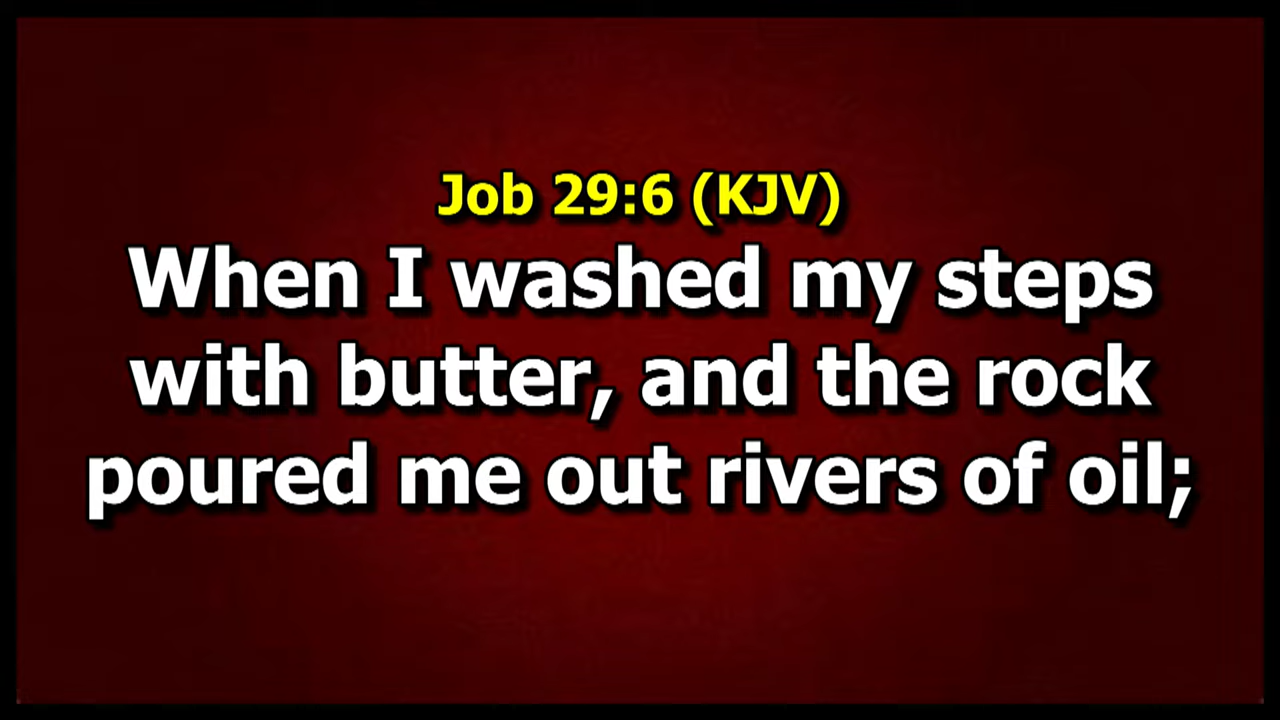 Job 29:6 (KJV)
When I washed my steps
with butter, and the rock
poured me out rivers of oil;